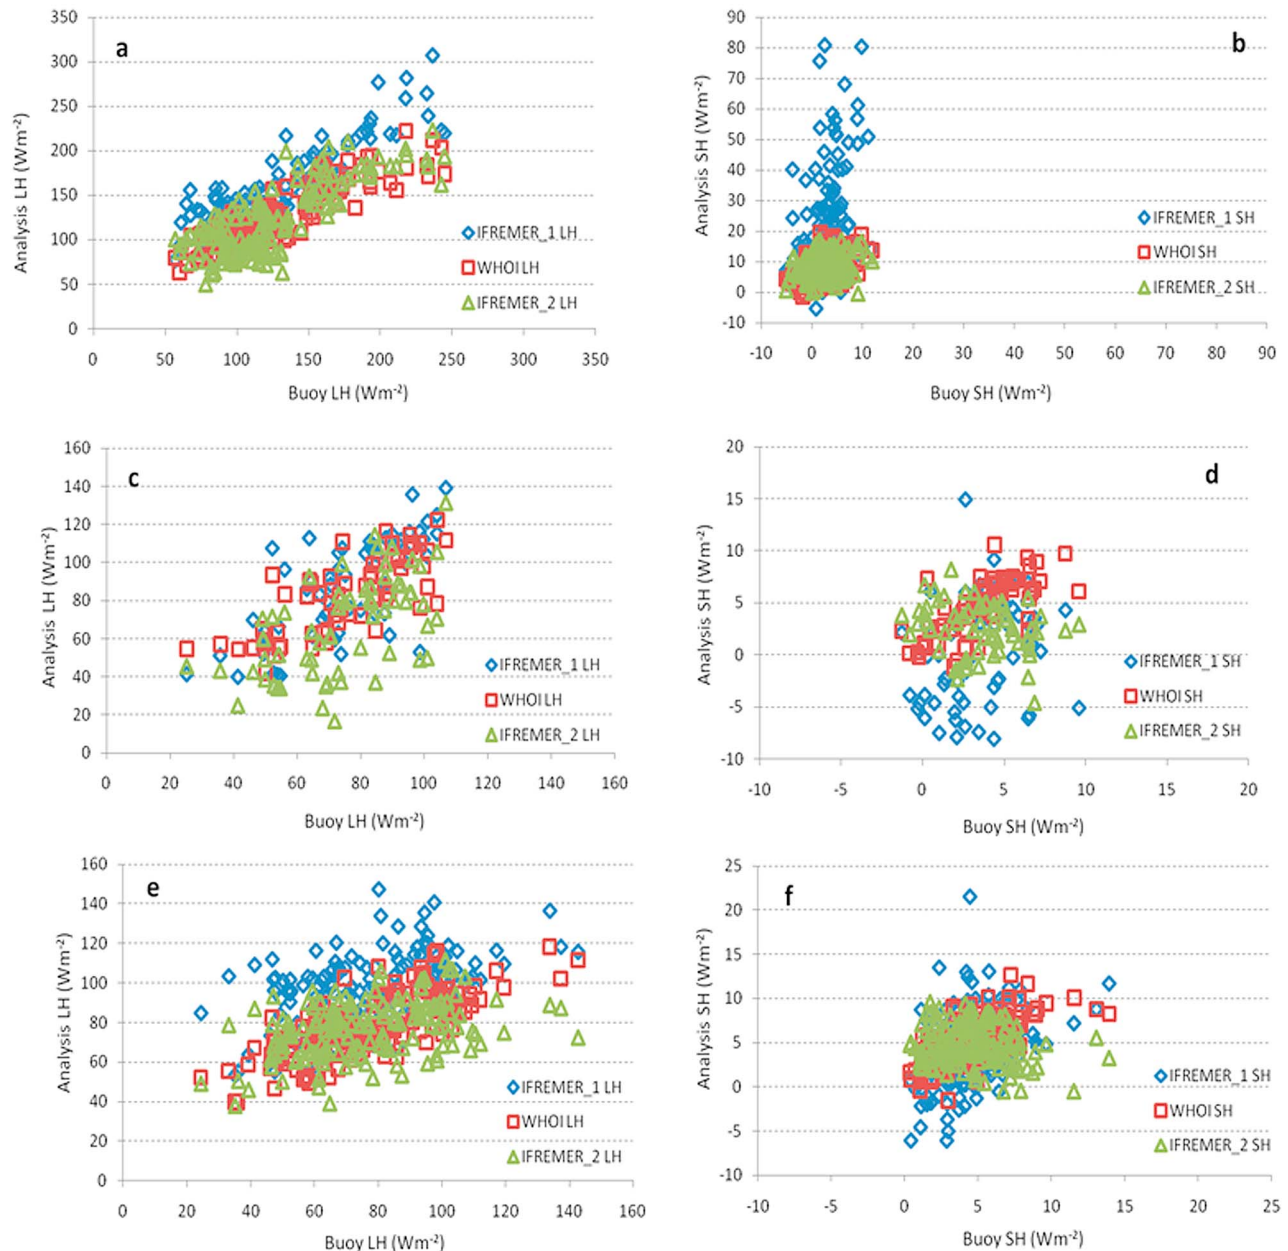 a
350
300
250
200
150
100
50
0
Analysis LH (Wm-2)
IFREMER_1 LH
WHOI LH
IFREMER_2 LH
0 50 100 150 200 250 300 350
Buoy LH (Wm-2)
b
90
80
70
60
50
40
30
20
10
0
-10
Analysis SH (Wm-2)
IFREMER_1 SH
WHOI SH
IFREMER_2 SH
-10 0 10 20 30 40 50 60 70 80 90
Buoy SH (Wm-2)
c
160
140
120
100
80
60
40
20
0
Analysis LH (Wm-2)
IFREMER_1 LH
WHOI LH
IFREMER_2 LH
0 20 40 60 80 100 120 140 160
Buoy LH (Wm-2)
d
20
15
10
5
0
-5
-10
Analysis SH (Wm-2)
IFREMER_1 SH
WHOI SH
IFREMER_2 SH
-10 -5 0 5 10 15 20
Buoy SH (Wm-2)
e
160
140
120
100
80
60
40
20
0
Analysis LH (Wm-2)
IFREMER_1 LH
WHOI LH
IFREMER_2 LH
0 20 40 60 80 100 120 140 160
Buoy LH (Wm-2)
f
25
20
15
10
5
0
-5
-10
Analysis SH (Wm-2)
IFREMER_1 SH
WHOI SH
IFREMER_2 SH
-10 -5 0 5 10 15 20 25
Buoy SH (Wm-2)